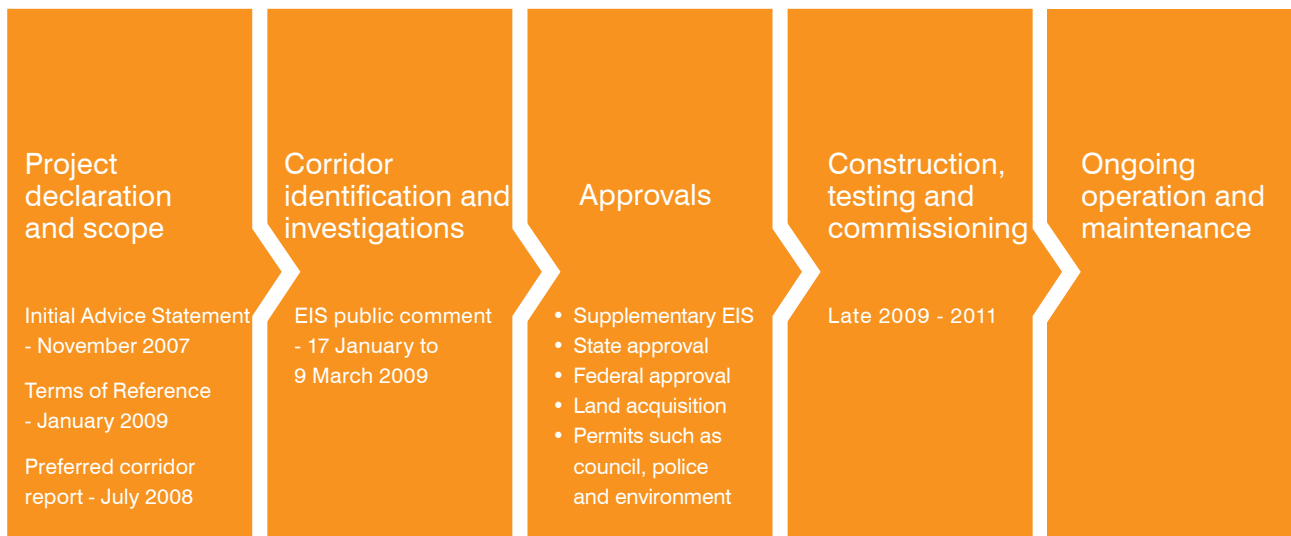 Project
declaration
and scope
Initial Advice Statement
- November 2007
Terms of Reference
- January 2009
Preferred corridor
report - July 2008
Corridor
identification and
investigations
EIS public comment
- 17 January to
9 March 2009
Approvals
• Supplementary EIS
• State approval
• Federal approval
• Land acquisition
• Permits such as
council, police
and environment
Construction,
testing and
commissioning
Late 2009 - 2011
Ongoing
operation and
maintenance